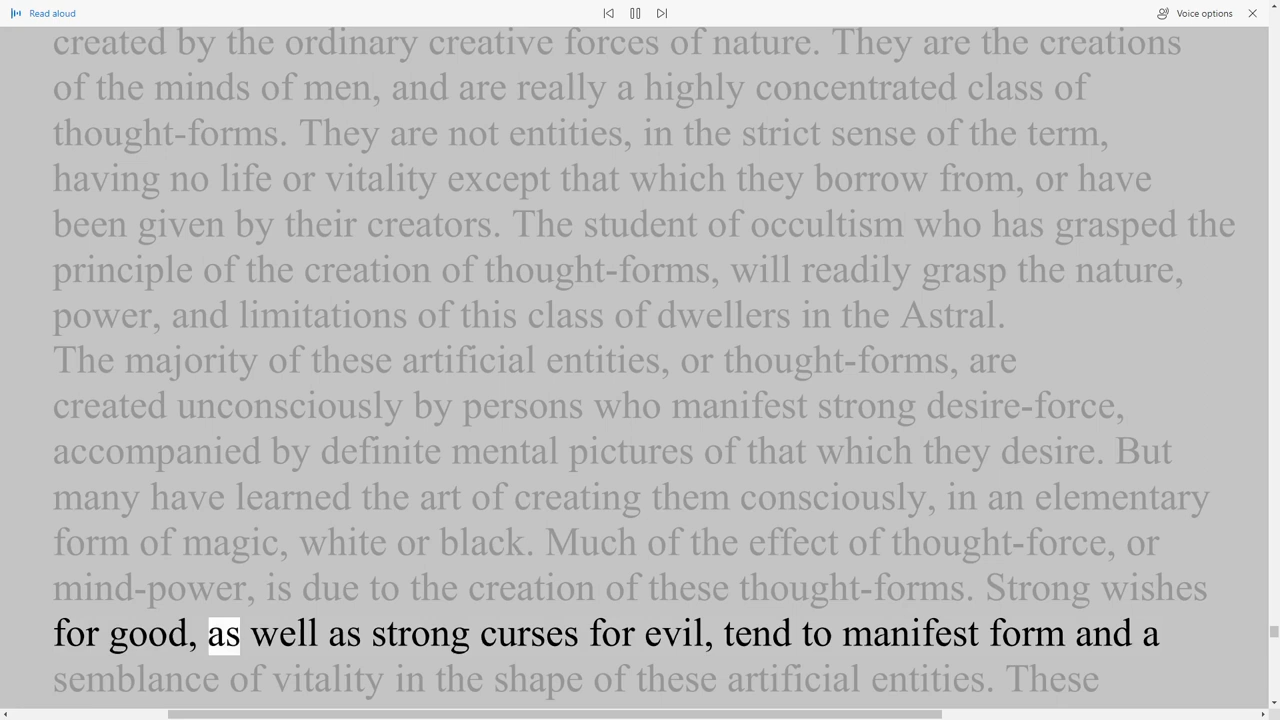 Read aloud
Voice options
created by the ordinary creative forces of nature. They are the creations
of the minds of men, and are really a highly concentrated class of
thought-forms. They are not entities, in the strict sense of the term,
having no life or vitality except that which they borrow from, or have
been given by their creators. The student of occultism who has grasped the
principle of the creation of thought-forms, will readily grasp the nature,
power, and limitations of this class of dwellers in the Astral.
The majority of these artificial entities, or thought-forms, are
created unconsciously by persons who manifest strong desire-force,
accompanied by definite mental pictures of that which they desire. But
many have learned the art of creating them consciously, in an elementary
form of magic, white or black. Much of the effect of thought-force, or
mind-power, is due to the creation of these thought-forms. Strong wishes
for good, as well as strong curses for evil, tend to manifest form and a
semblance of vitality in the shape of these artificial entities. These